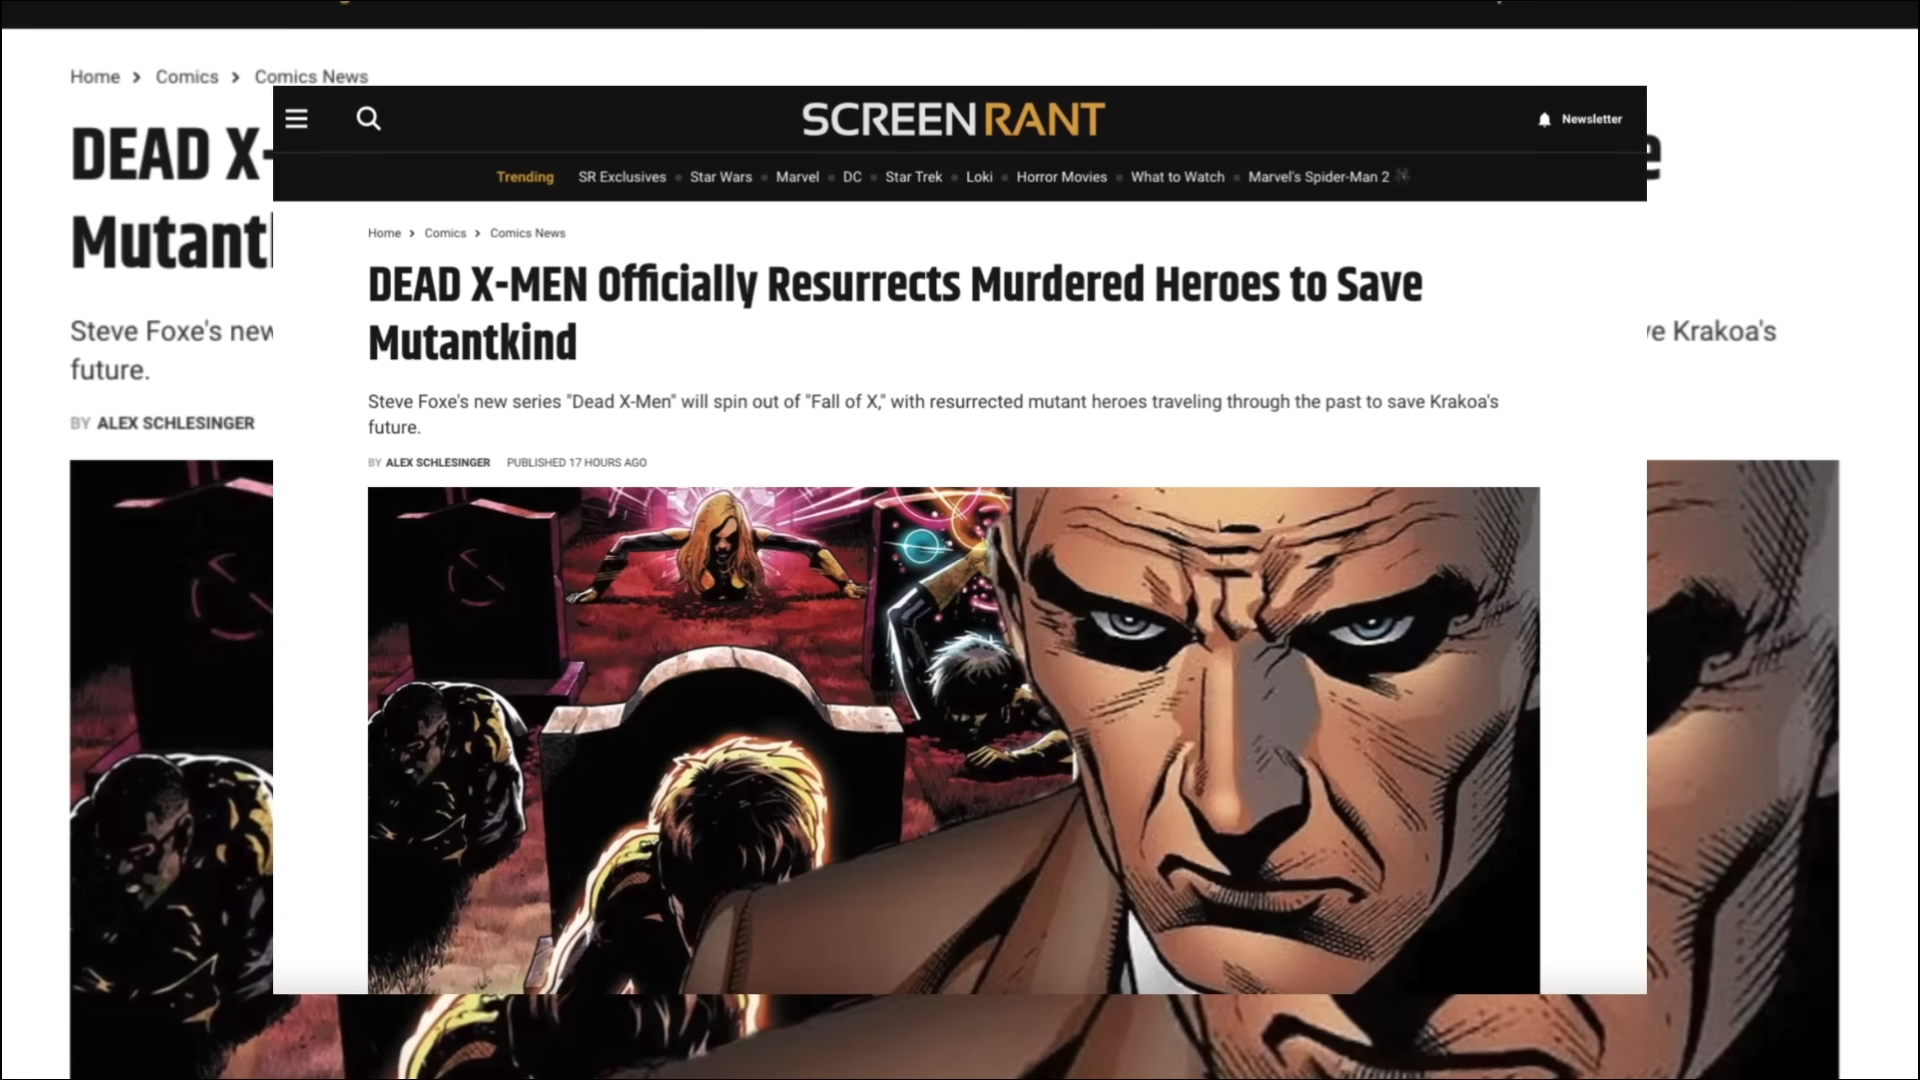 Home > Comics > Comics News
DEAD X-
Mutantk
Steve Foxe's new
future.
BY ALEX SCHLESINGER
SCREENRANT
Newsletter
Trending SR Exclusives • Star Wars • Marvel • DC • Star Trek • Loki • Horror Movies • What to Watch • Marvel's Spider-Man 2
Home > Comics > Comics News
DEAD X-MEN Officially Resurrects Murdered Heroes to Save
Mutantkind
Steve Foxe's new series "Dead X-Men" will spin out of "Fall of X," with resurrected mutant heroes traveling through the past to save Krakoa's
future.
BY ALEX SCHLESINGER PUBLISHED 17 HOURS AGO
e
ve Krakoa's